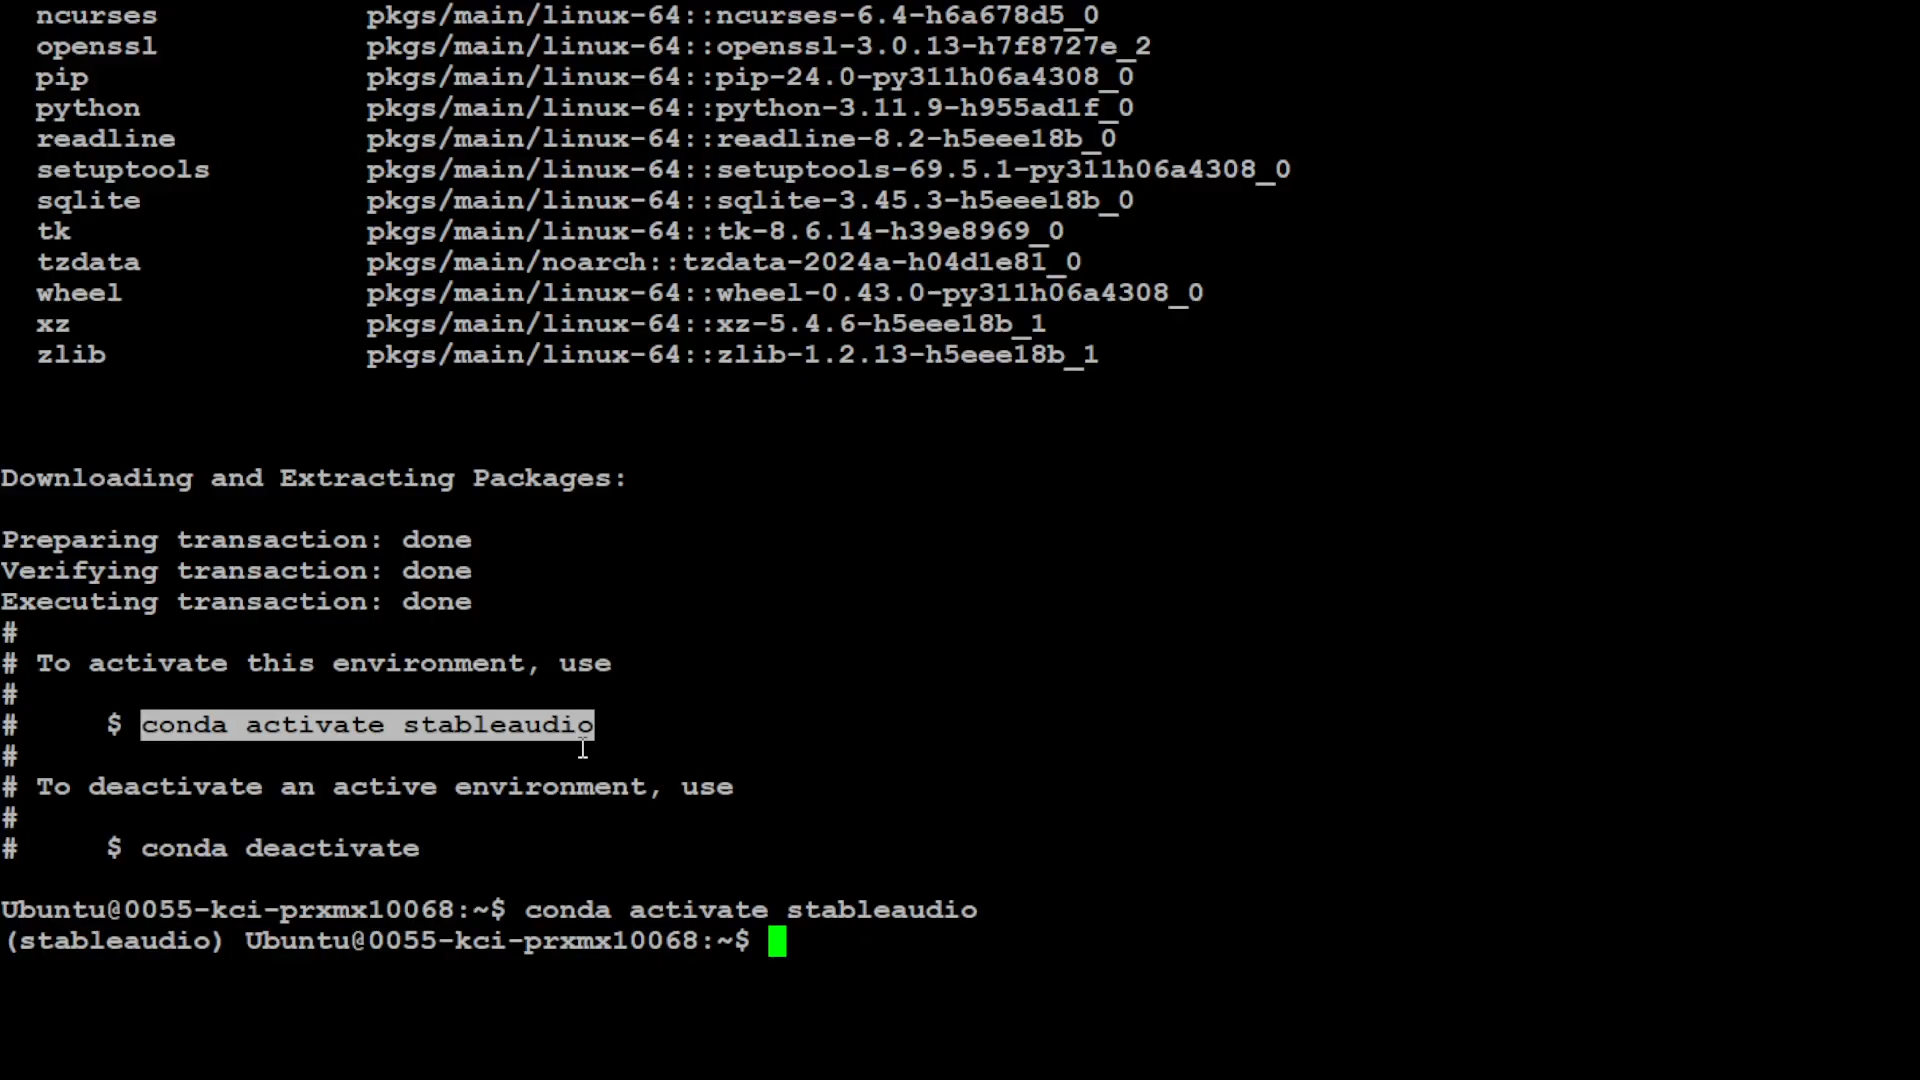 ncurses pkgs/main/linux-64::ncurses-6.4-h6a678d5_0
openssl pkgs/main/linux-64::openssl-3.0.13-h7f8727e_2
pip pkgs/main/linux-64::pip-24.0-py311h06a4308_0
python pkgs/main/linux-64::python-3.11.9-h955ad1f_0
readline pkgs/main/linux-64::readline-8.2-h5eee18b_0
setuptools pkgs/main/linux-64::setuptools-69.5.1-py311h06a4308_0
sqlite pkgs/main/linux-64::sqlite-3.45.3-h5eee18b_0
tk pkgs/main/linux-64::tk-8.6.14-h39e8969_0
tzdata pkgs/main/noarch::tzdata-2024a-h04d1e81_0
wheel pkgs/main/linux-64::wheel-0.43.0-py311h06a4308_0
xz pkgs/main/linux-64::xz-5.4.6-h5eee18b_1
zlib pkgs/main/linux-64::zlib-1.2.13-h5eee18b_1
Downloading and Extracting Packages:
Preparing transaction: done
Verifying transaction: done
Executing transaction: done
#
# To activate this environment, use
#
# $ conda activate stableaudio
#
# To deactivate an active environment, use
#
# $ conda deactivate
Ubuntu@0055-kci-prxmx10068:~$ conda activate stableaudio
(stableaudio) Ubuntu@0055-kci-prxmx10068:~$